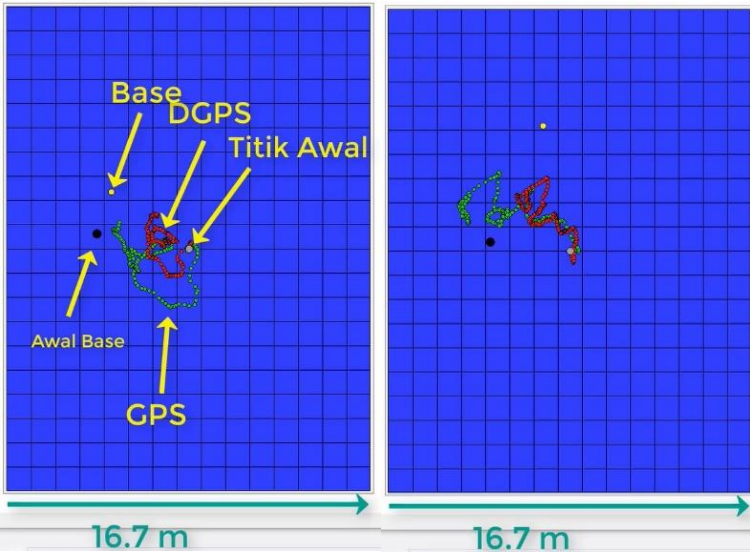 Base
DGPS
Titik Awal
Awal Base
GPS
16.7 m
16.7 m